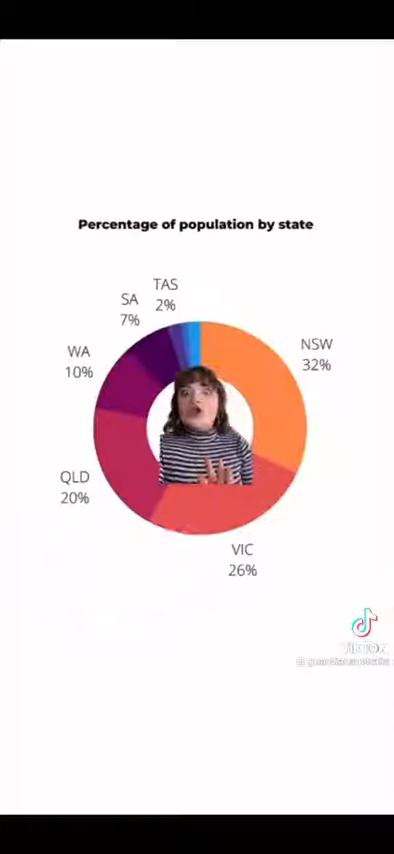 Percentage of population by state
TAS
2%
SA
7%
NSW
32%
WA
10%
QLD
20%
VIC
26%
TikTok